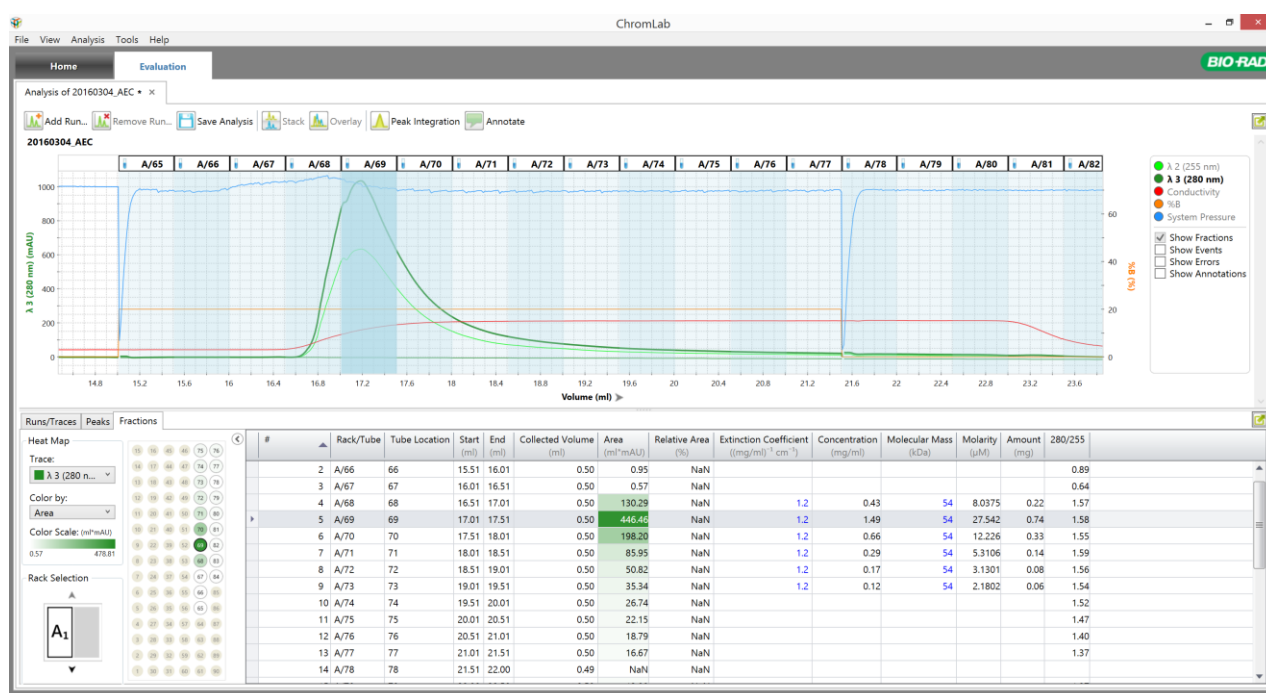 ChromLab
File View Analysis Tools Help
Home Evaluation
BIO-RAD
Analysis of 20160304_AEC * ×
Add Run... Remove Run... Save Analysis Stack Overlay Peak Integration Annotate
20160304_AEC
A/65 A/66 A/67 A/68 A/69 A/70 A/71 A/72 A/73 A/74 A/75 A/76 A/77 A/78 A/79 A/80 A/81 A/82
λ 2 (255 nm)
λ 3 (280 nm)
Conductivity
%B
System Pressure
Show Fractions
Show Events
Show Errors
Show Annotations
λ 3 (280 nm) (mAU)
1000
800
600
400
200
0
60
40
20
0
%B (%)
14.8 15.2 15.6 16 16.4 16.8 17.2 17.6 18 18.4 18.8 19.2 19.6 20 20.4 20.8 21.2 21.6 22 22.4 22.8 23.2 23.6
Volume (ml)
Runs/Traces Peaks Fractions
Heat Map
Trace:
λ 3 (280 n...
Color by:
Area
Color Scale: (ml*mAU)
0.57 478.81
Rack Selection
A1
# Rack/Tube Tube Location Start End Collected Volume Area Relative Area Extinction Coefficient Concentration Molecular Mass Molarity Amount 280/255
(ml) (ml) (ml) (ml*mAU) (%) ((mg/ml)⁻¹ cm⁻¹) (mg/ml) (kDa) (μM) (mg)
2 A/66 66 15.51 16.01 0.50 0.95 NaN 0.89
3 A/67 67 16.01 16.51 0.50 0.57 NaN 0.64
4 A/68 68 16.51 17.01 0.50 130.29 NaN 1.2 0.43 54 8.0375 0.22 1.57
5 A/69 69 17.01 17.51 0.50 446.46 NaN 1.2 1.49 54 27.542 0.74 1.58
6 A/70 70 17.51 18.01 0.50 198.20 NaN 1.2 0.66 54 12.226 0.33 1.55
7 A/71 71 18.01 18.51 0.50 85.95 NaN 1.2 0.29 54 5.3106 0.14 1.59
8 A/72 72 18.51 19.01 0.50 50.82 NaN 1.2 0.17 54 3.1301 0.08 1.56
9 A/73 73 19.01 19.51 0.50 35.34 NaN 1.2 0.12 54 2.1802 0.06 1.54
10 A/74 74 19.51 20.01 0.50 26.74 NaN 1.52
11 A/75 75 20.01 20.51 0.50 22.15 NaN 1.47
12 A/76 76 20.51 21.01 0.50 18.79 NaN 1.40
13 A/77 77 21.01 21.51 0.50 16.67 NaN 1.37
14 A/78 78 21.51 22.00 0.49 NaN NaN